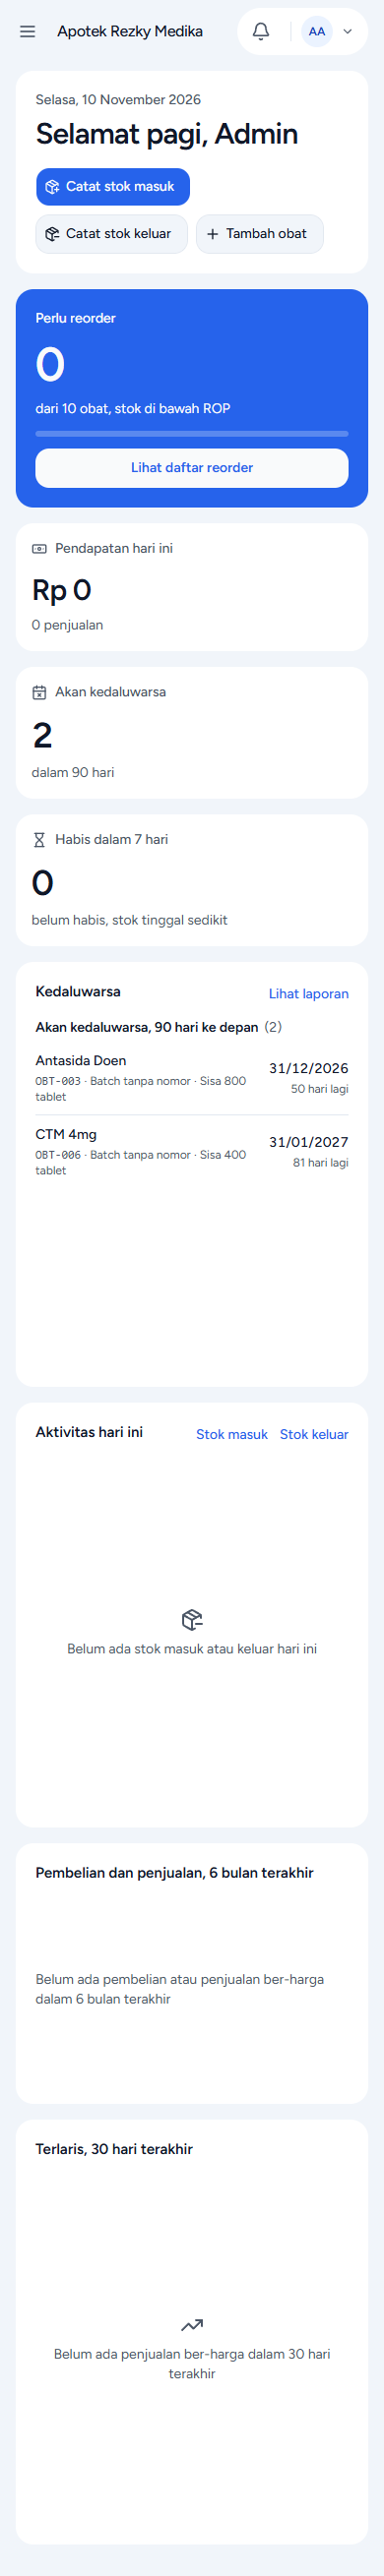 Apotek Rezky Medika
AA
Selasa, 10 November 2026
Selamat pagi, Admin
Catat stok masuk
Catat stok keluar
Tambah obat
Perlu reorder
0
dari 10 obat, stok di bawah ROP
Lihat daftar reorder
Pendapatan hari ini
Rp 0
0 penjualan
Akan kedaluwarsa
2
dalam 90 hari
Habis dalam 7 hari
0
belum habis, stok tinggal sedikit
Kedaluwarsa
Lihat laporan
Akan kedaluwarsa, 90 hari ke depan (2)
Antasida Doen
OBT-003 · Batch tanpa nomor · Sisa 800
tablet
31/12/2026
50 hari lagi
CTM 4mg
OBT-006 · Batch tanpa nomor · Sisa 400
tablet
31/01/2027
81 hari lagi
Aktivitas hari ini
Stok masuk
Stok keluar
Belum ada stok masuk atau keluar hari ini
Pembelian dan penjualan, 6 bulan terakhir
Belum ada pembelian atau penjualan ber-harga
dalam 6 bulan terakhir
Terlaris, 30 hari terakhir
Belum ada penjualan ber-harga dalam 30 hari
terakhir